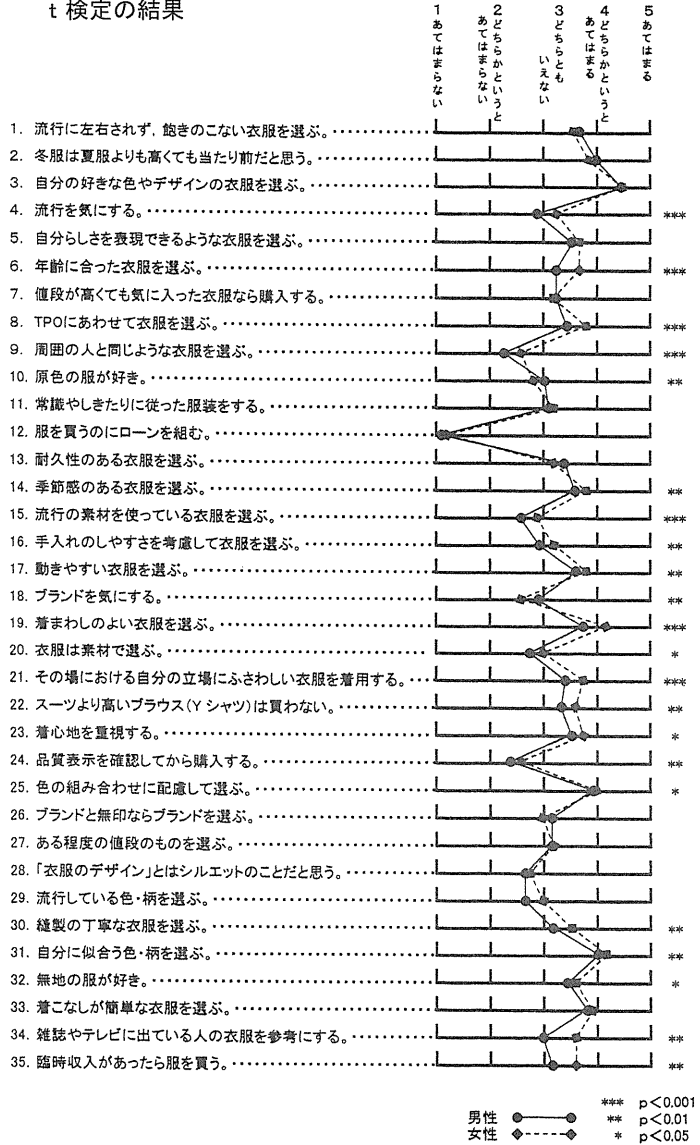 t 検定の結果
1 あてはまらない
2 どちらかというと
あてはまらない
3 どちらとも
いえない
4 どちらかというと
あてはまる
5 あてはまる
1. 流行に左右されず，飽きのこない衣服を選ぶ。
2. 冬服は夏服よりも高くても当たり前だと思う。
3. 自分の好きな色やデザインの衣服を選ぶ。
4. 流行を気にする。 ***
5. 自分らしさを表現できるような衣服を選ぶ。
6. 年齢に合った衣服を選ぶ。 ***
7. 値段が高くても気に入った衣服なら購入する。
8. TPOにあわせて衣服を選ぶ。 ***
9. 周囲の人と同じような衣服を選ぶ。 ***
10. 原色の服が好き。 **
11. 常識やしきたりに従った服装をする。
12. 服を買うのにローンを組む。
13. 耐久性のある衣服を選ぶ。
14. 季節感のある衣服を選ぶ。 **
15. 流行の素材を使っている衣服を選ぶ。 ***
16. 手入れのしやすさを考慮して衣服を選ぶ。 **
17. 動きやすい衣服を選ぶ。 **
18. ブランドを気にする。 **
19. 着まわしのよい衣服を選ぶ。 ***
20. 衣服は素材で選ぶ。 *
21. その場における自分の立場にふさわしい衣服を着用する。 ***
22. スーツより高いブラウス（Yシャツ）は買わない。 **
23. 着心地を重視する。 *
24. 品質表示を確認してから購入する。 **
25. 色の組み合わせに配慮して選ぶ。 *
26. ブランドと無印ならブランドを選ぶ。
27. ある程度の値段のものを選ぶ。
28. 「衣服のデザイン」とはシルエットのことだと思う。
29. 流行している色・柄を選ぶ。
30. 縫製の丁寧な衣服を選ぶ。 **
31. 自分に似合う色・柄を選ぶ。 **
32. 無地の服が好き。 *
33. 着こなしが簡単な衣服を選ぶ。
34. 雑誌やテレビに出ている人の衣服を参考にする。 **
35. 臨時収入があったら服を買う。 **
*** p＜0.001
男性 ** p＜0.01
女性 * p＜0.05